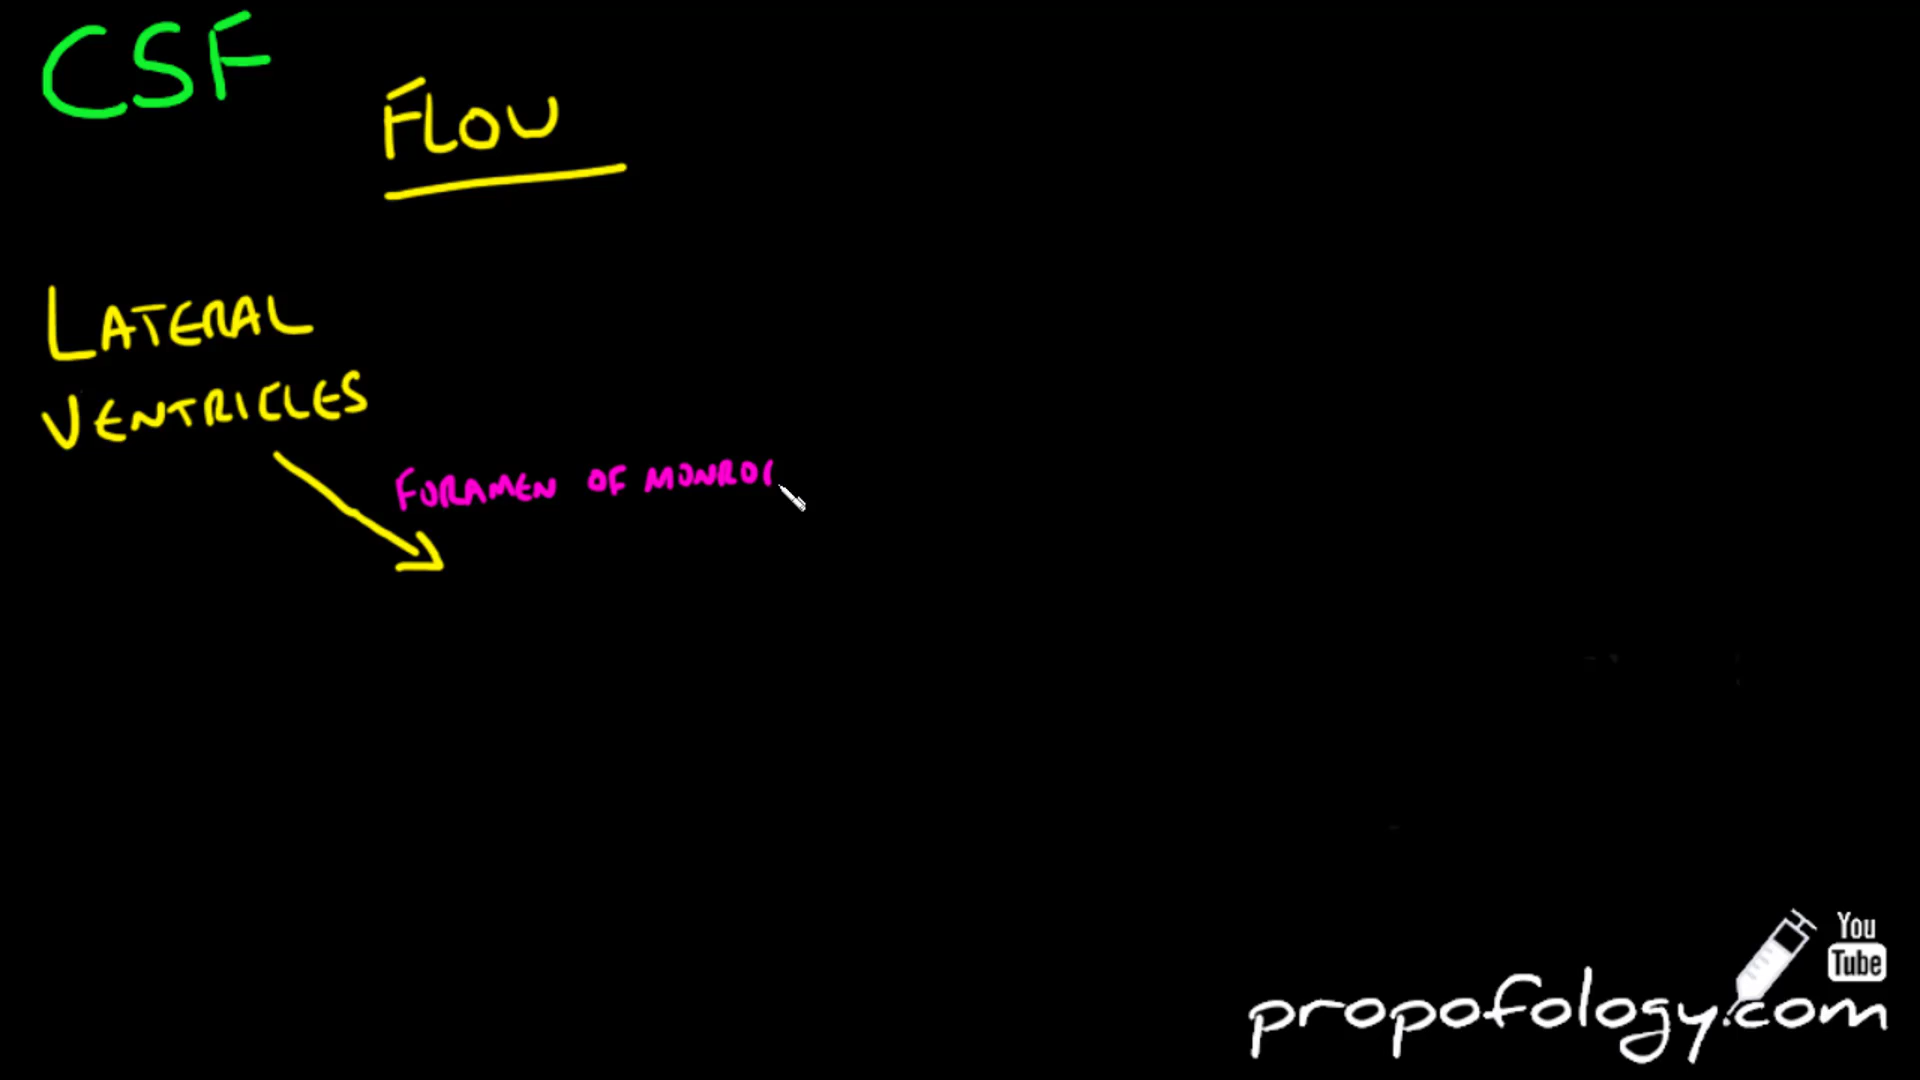 CSF
FLOW
LATERAL
VENTRICLES
FORAMEN OF MONRO
You
Tube
propofology.com